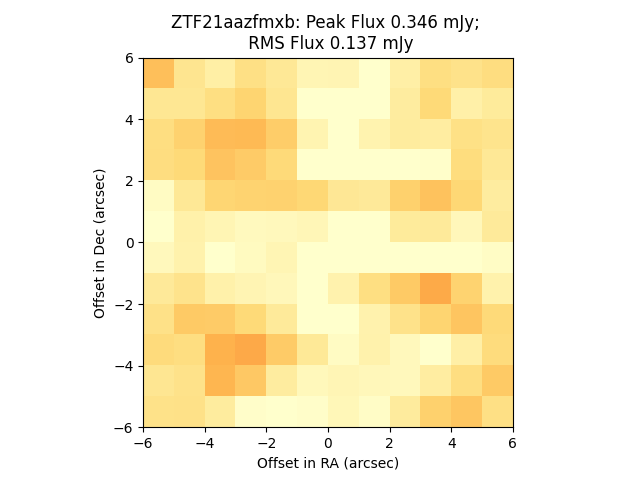 ZTF21aazfmxb: Peak Flux 0.346 mJy;
RMS Flux 0.137 mJy
6
4
2
0
−2
−4
−6
Offset in Dec (arcsec)
−6 −4 −2 0 2 4 6
Offset in RA (arcsec)